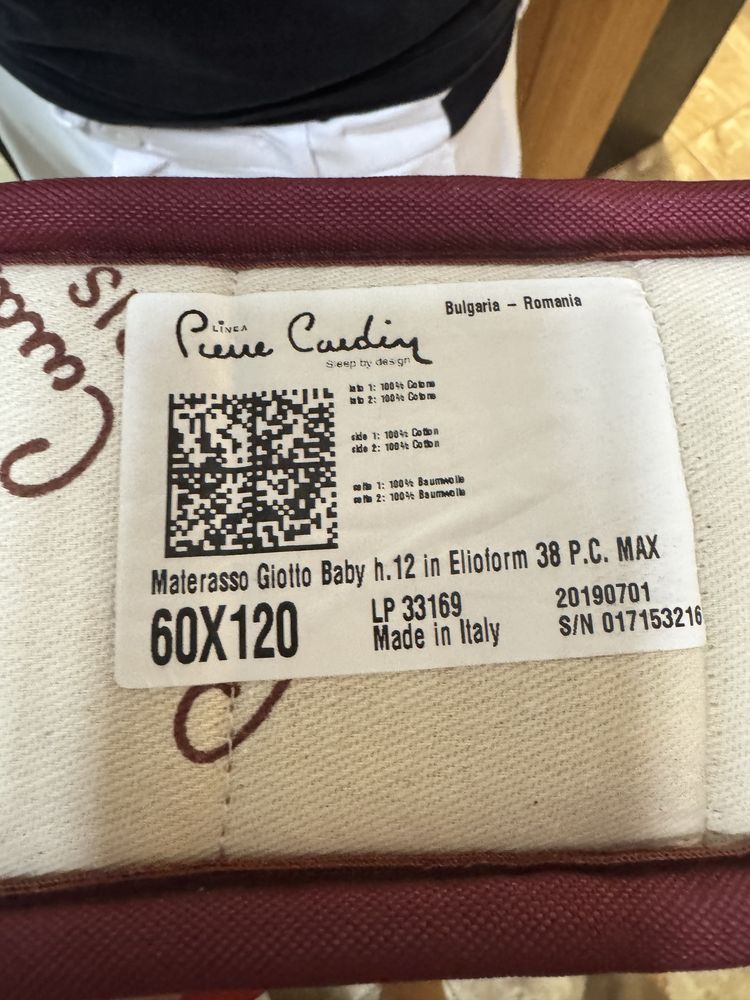 Bulgaria – Romania
LINEA
Pierre Cardin
Sleep by design
lato 1: 100% Cotone
lato 2: 100% Cotone
side 1: 100% Cotton
side 2: 100% Cotton
seite 1: 100% Baumwolle
seite 2: 100% Baumwolle
Materasso Giotto Baby h.12 in Elioform 38 P.C. MAX
60X120
LP 33169
Made in Italy
20190701
S/N 017153216